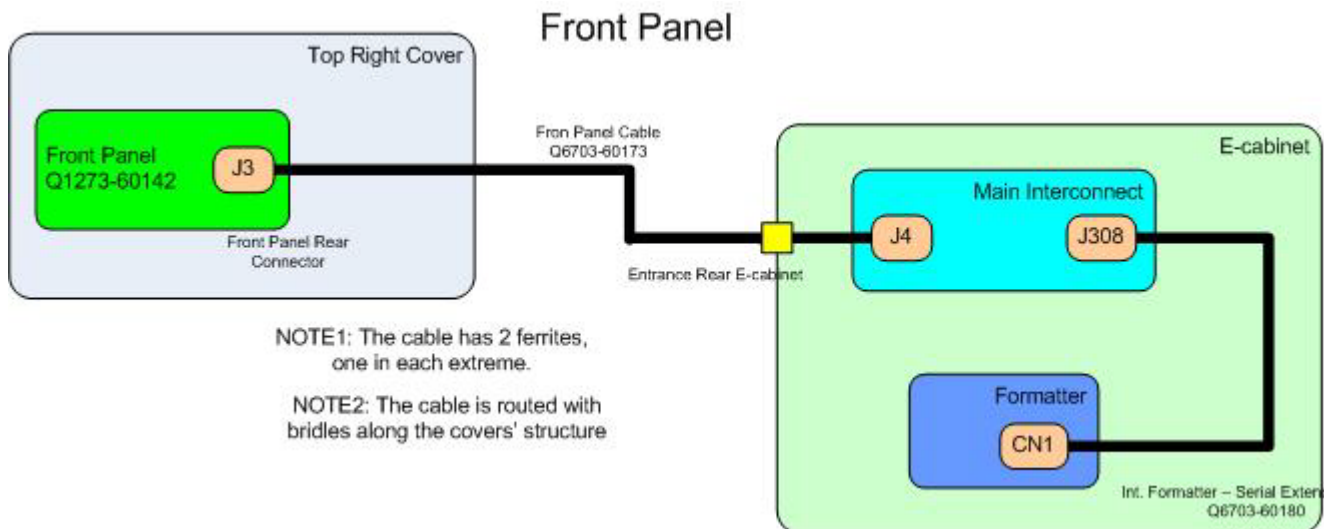 Front Panel
Top Right Cover
Front Panel
Q1273-60142
J3
Front Panel Rear
Connector
Fron Panel Cable
Q6703-60173
Entrance Rear E-cabinet
E-cabinet
Main Interconnect
J4
J308
Formatter
CN1
Int. Formatter – Serial Exten
Q6703-60180
NOTE1: The cable has 2 ferrites,
one in each extreme.
NOTE2: The cable is routed with
bridles along the covers' structure